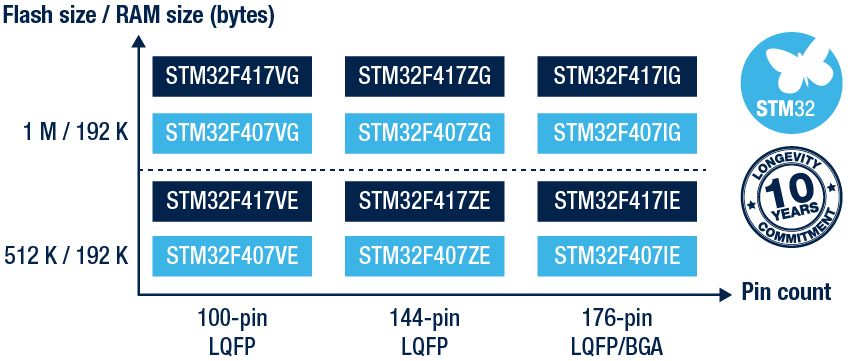 Flash size / RAM size (bytes)
STM32F417VG STM32F417ZG STM32F417IG
1 M / 192 K STM32F407VG STM32F407ZG STM32F407IG
STM32F417VE STM32F417ZE STM32F417IE
512 K / 192 K STM32F407VE STM32F407ZE STM32F407IE
Pin count
100-pin 144-pin 176-pin
LQFP LQFP LQFP/BGA
STM32
LONGEVITY
10
YEARS
COMMITMENT